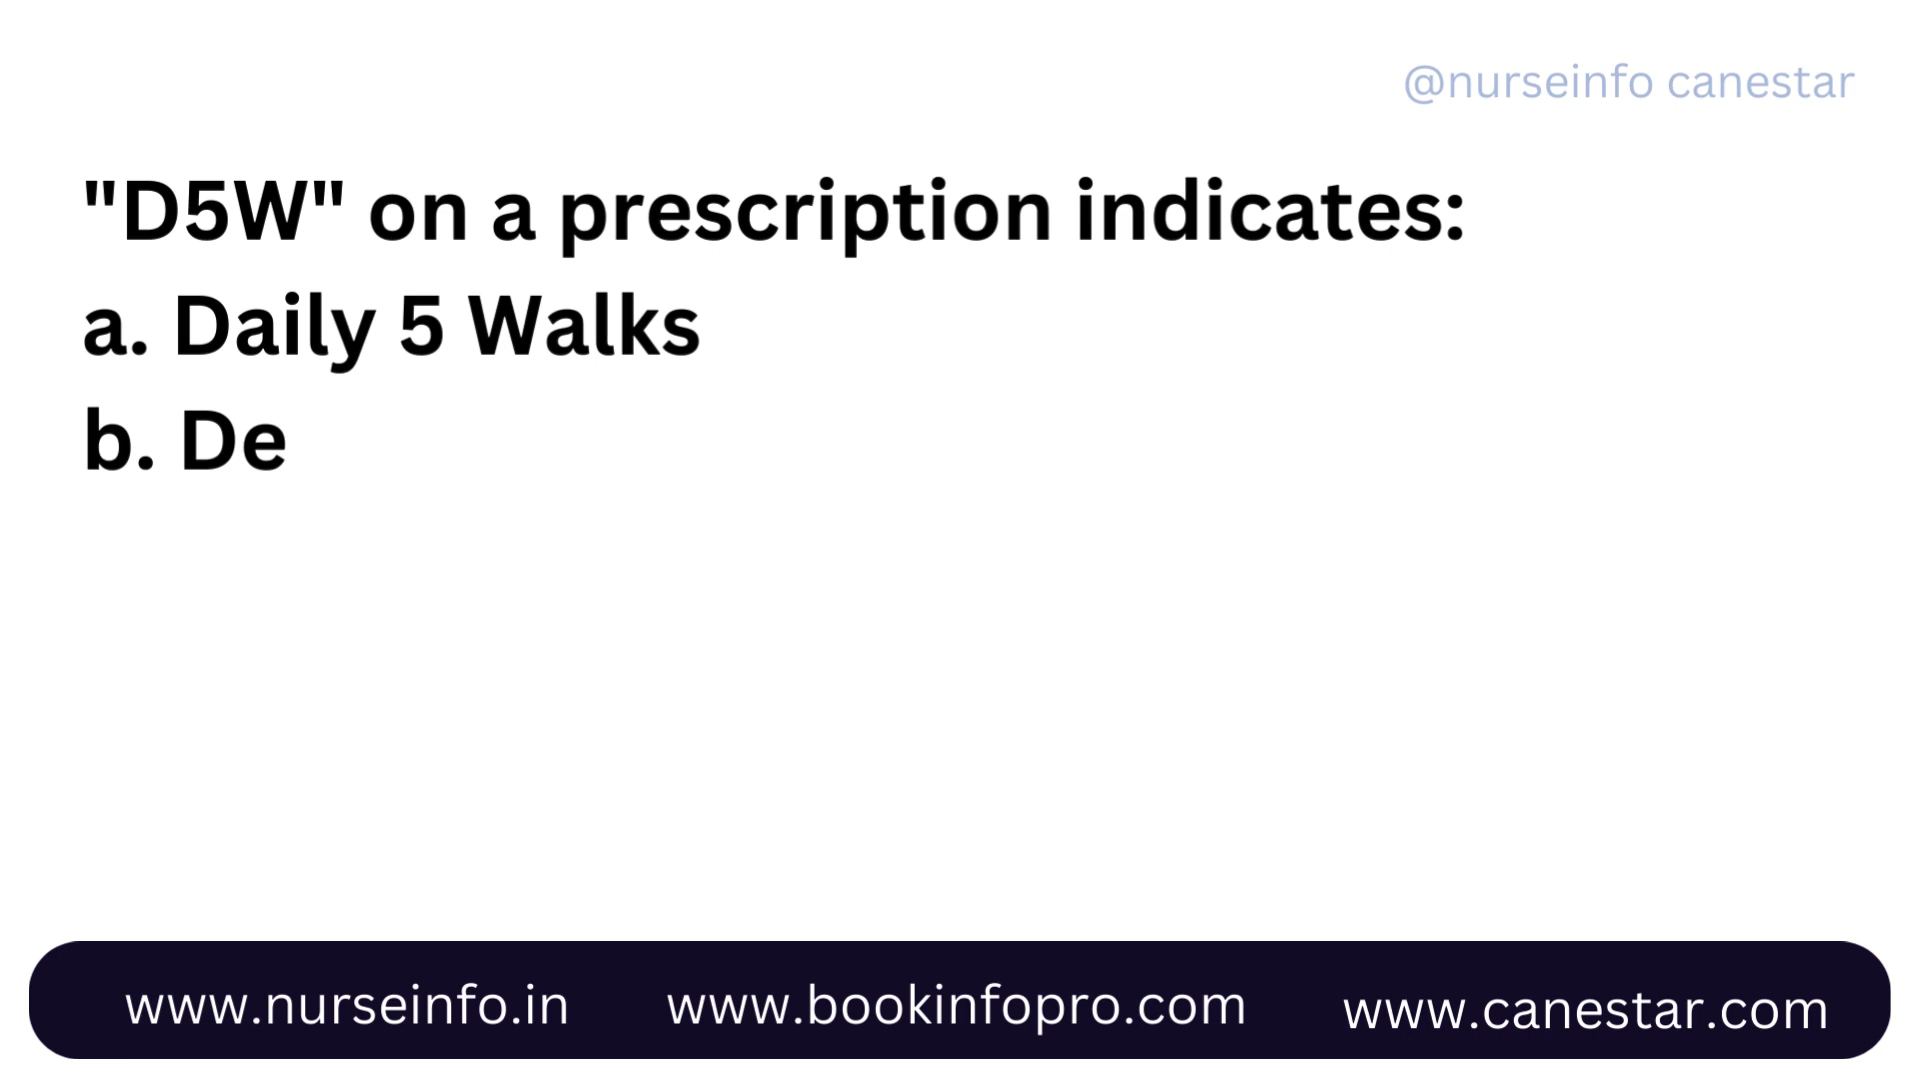 @nurseinfo canestar
"D5W" on a prescription indicates:
a. Daily 5 Walks
b. De
www.nurseinfo.in www.bookinfopro.com www.canestar.com